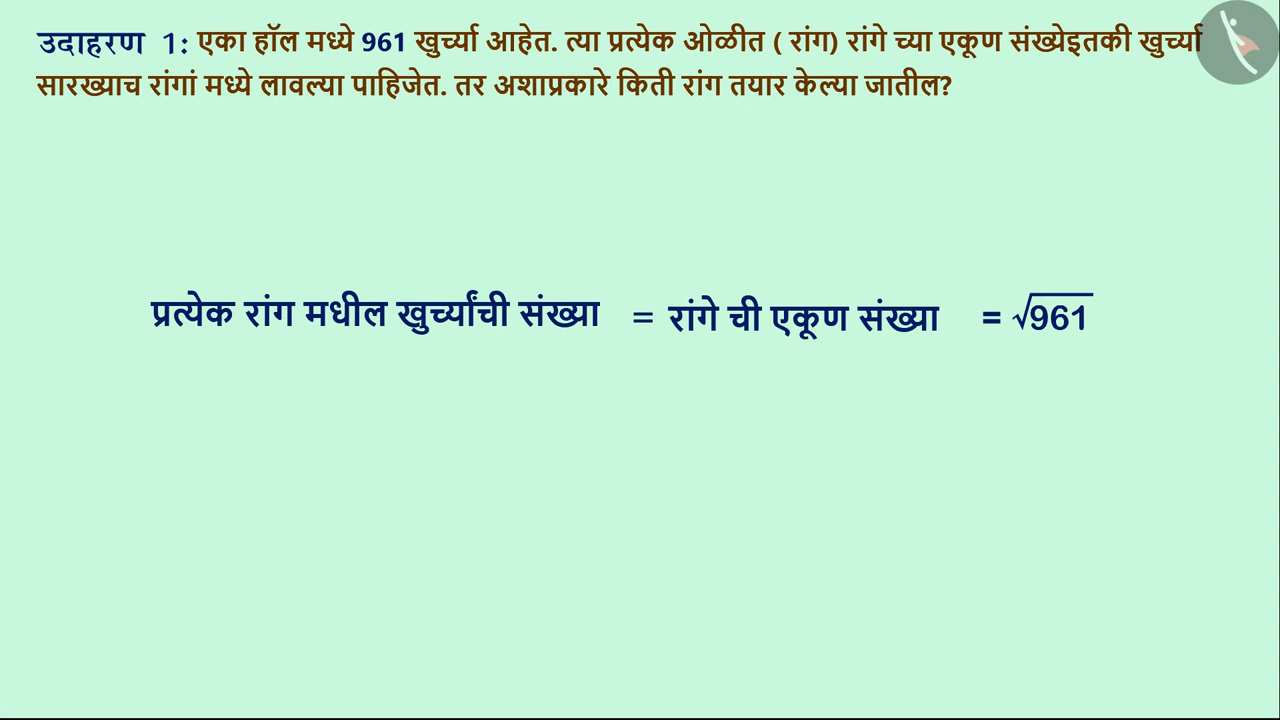 उदाहरण 1: एका हॉल मध्ये 961 खुर्च्या आहेत. त्या प्रत्येक ओळीत ( रांग) रांगे च्या एकूण संख्येइतकी खुर्च्या
सारख्याच रांगां मध्ये लावल्या पाहिजेत. तर अशाप्रकारे किती रांग तयार केल्या जातील?
प्रत्येक रांग मधील खुर्च्यांची संख्या = रांगे ची एकूण संख्या = √961